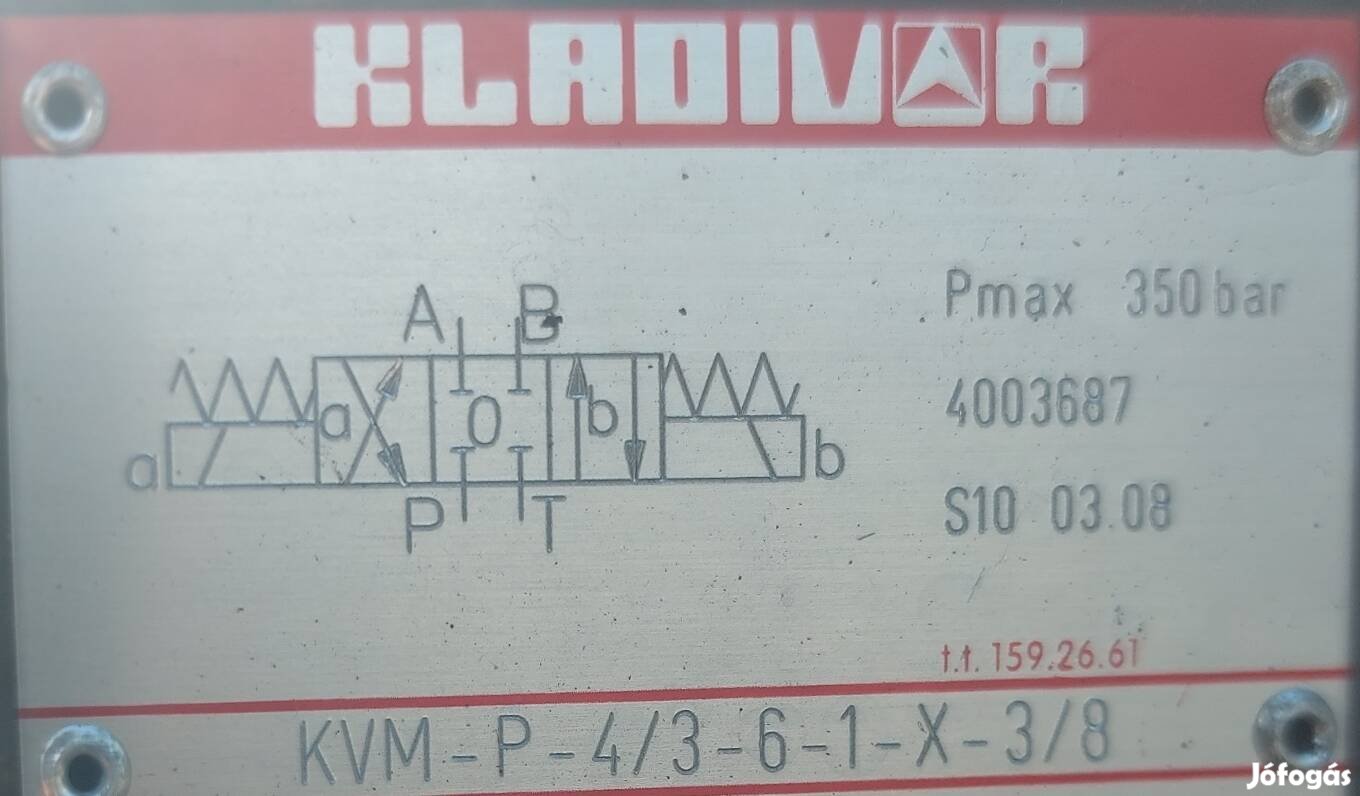 KLADIVAR
A B
Pmax 350 bar
a a 0 b b
4003687
P T
S10 03.08
t.t. 159.26.61
KVM-P-4/3-6-1-X-3/8
Jófogás